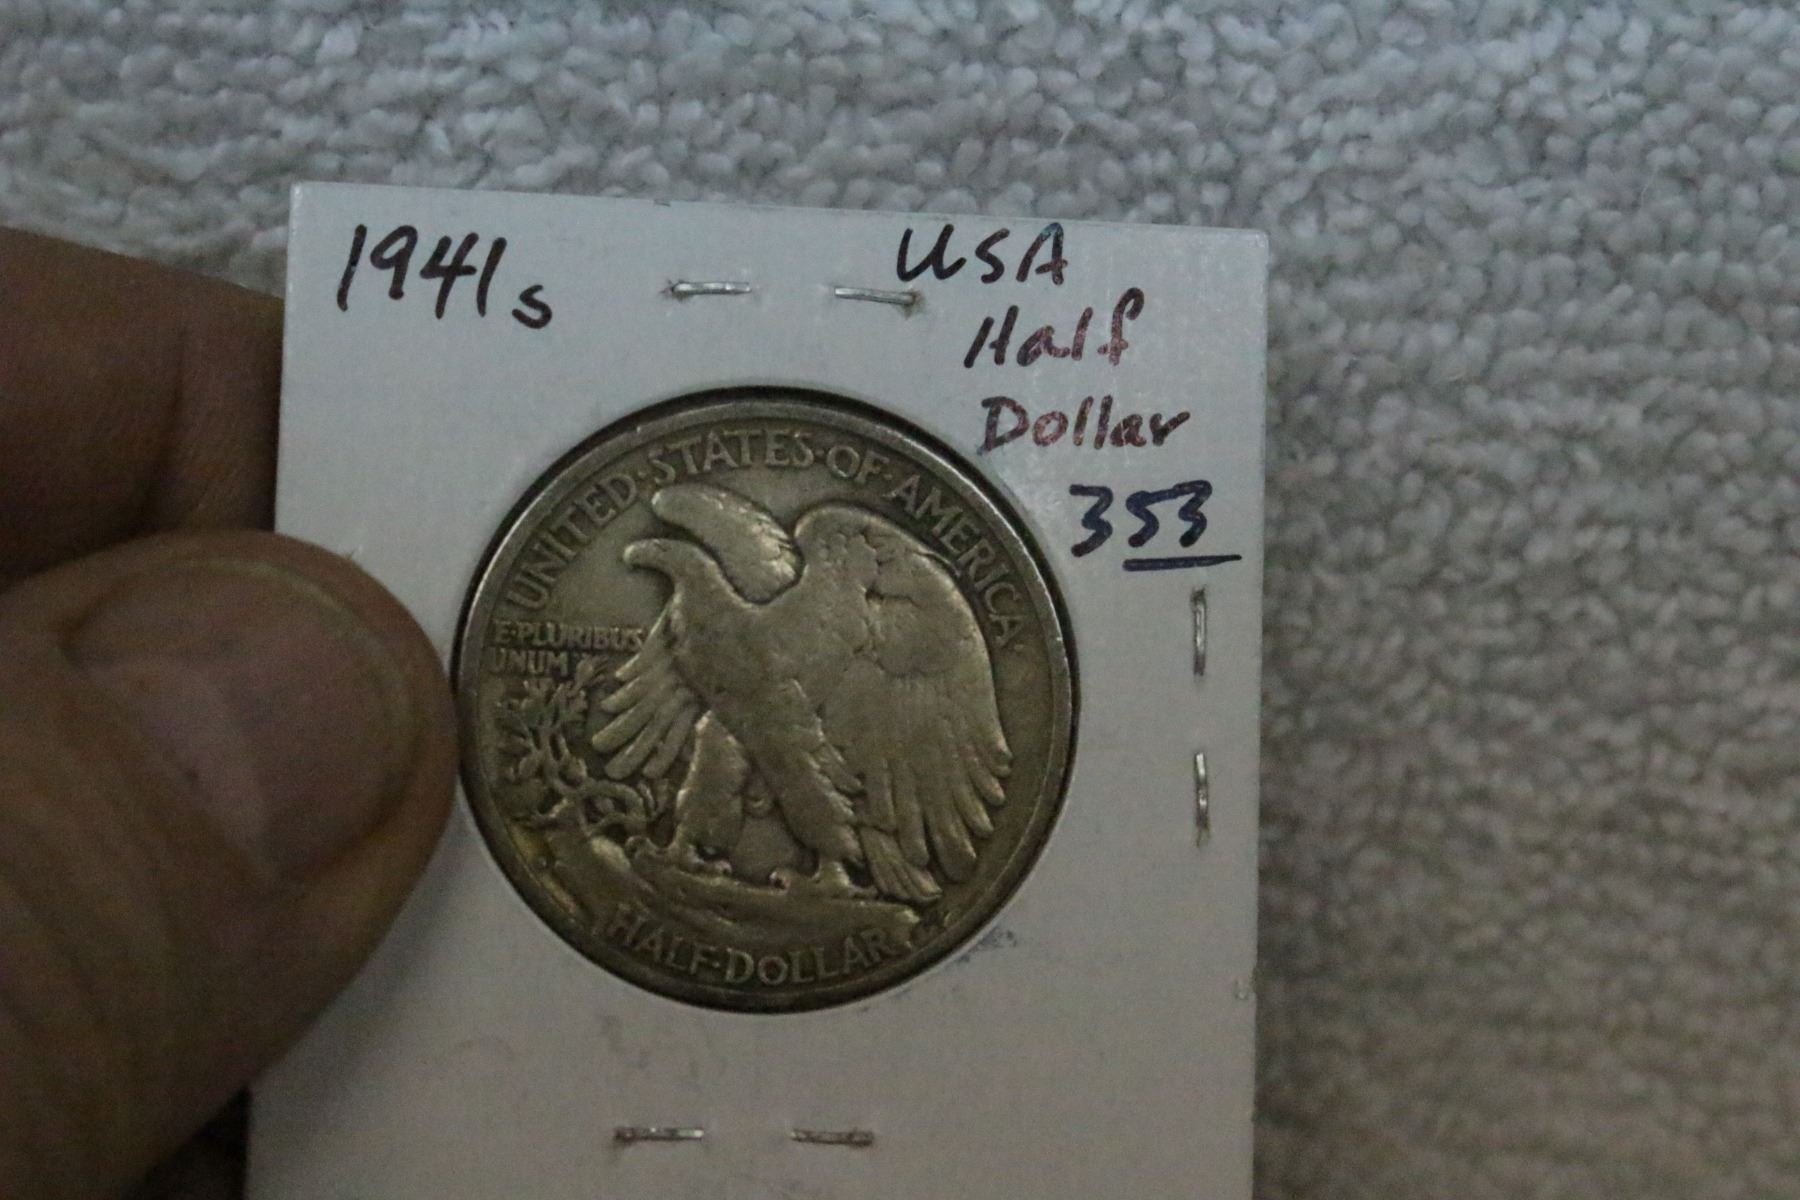 1941s
USA
Half
Dollar
353
UNITED·STATES·OF·AMERICA
E·PLURIBUS
UNUM
HALF·DOLLAR